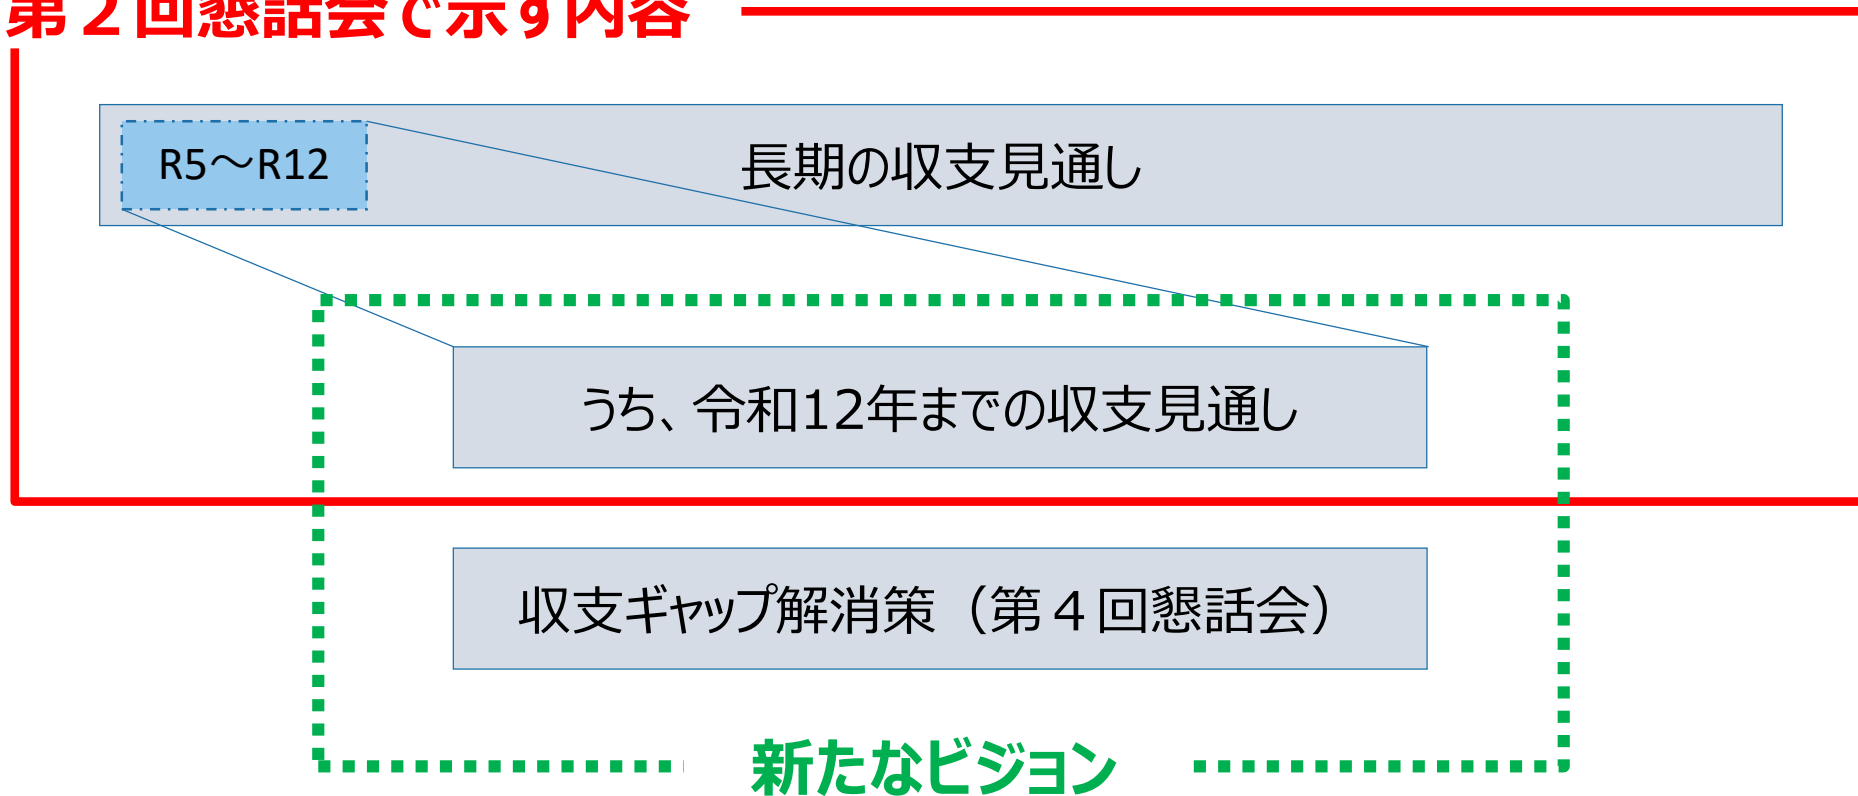 第２回懇話会で示す内容
R5～R12
長期の収支見通し
うち、令和12年までの収支見通し
収支ギャップ解消策（第４回懇話会）
新たなビジョン